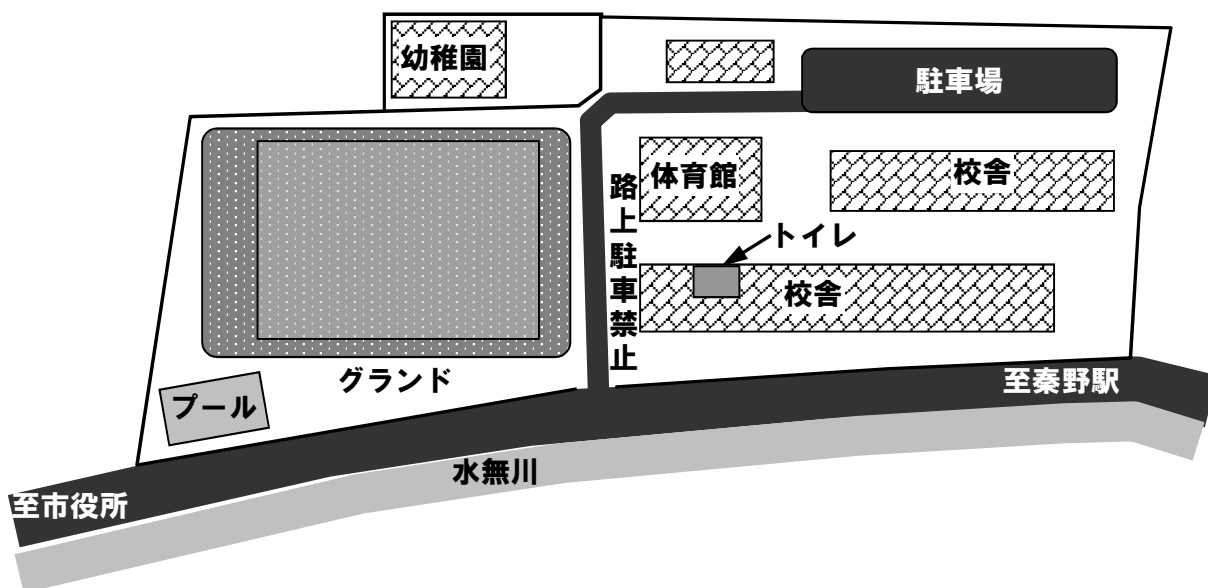 幼稚園
駐車場
体育館
校舎
路上駐車禁止
トイレ
校舎
グランド
プール
至秦野駅
水無川
至市役所